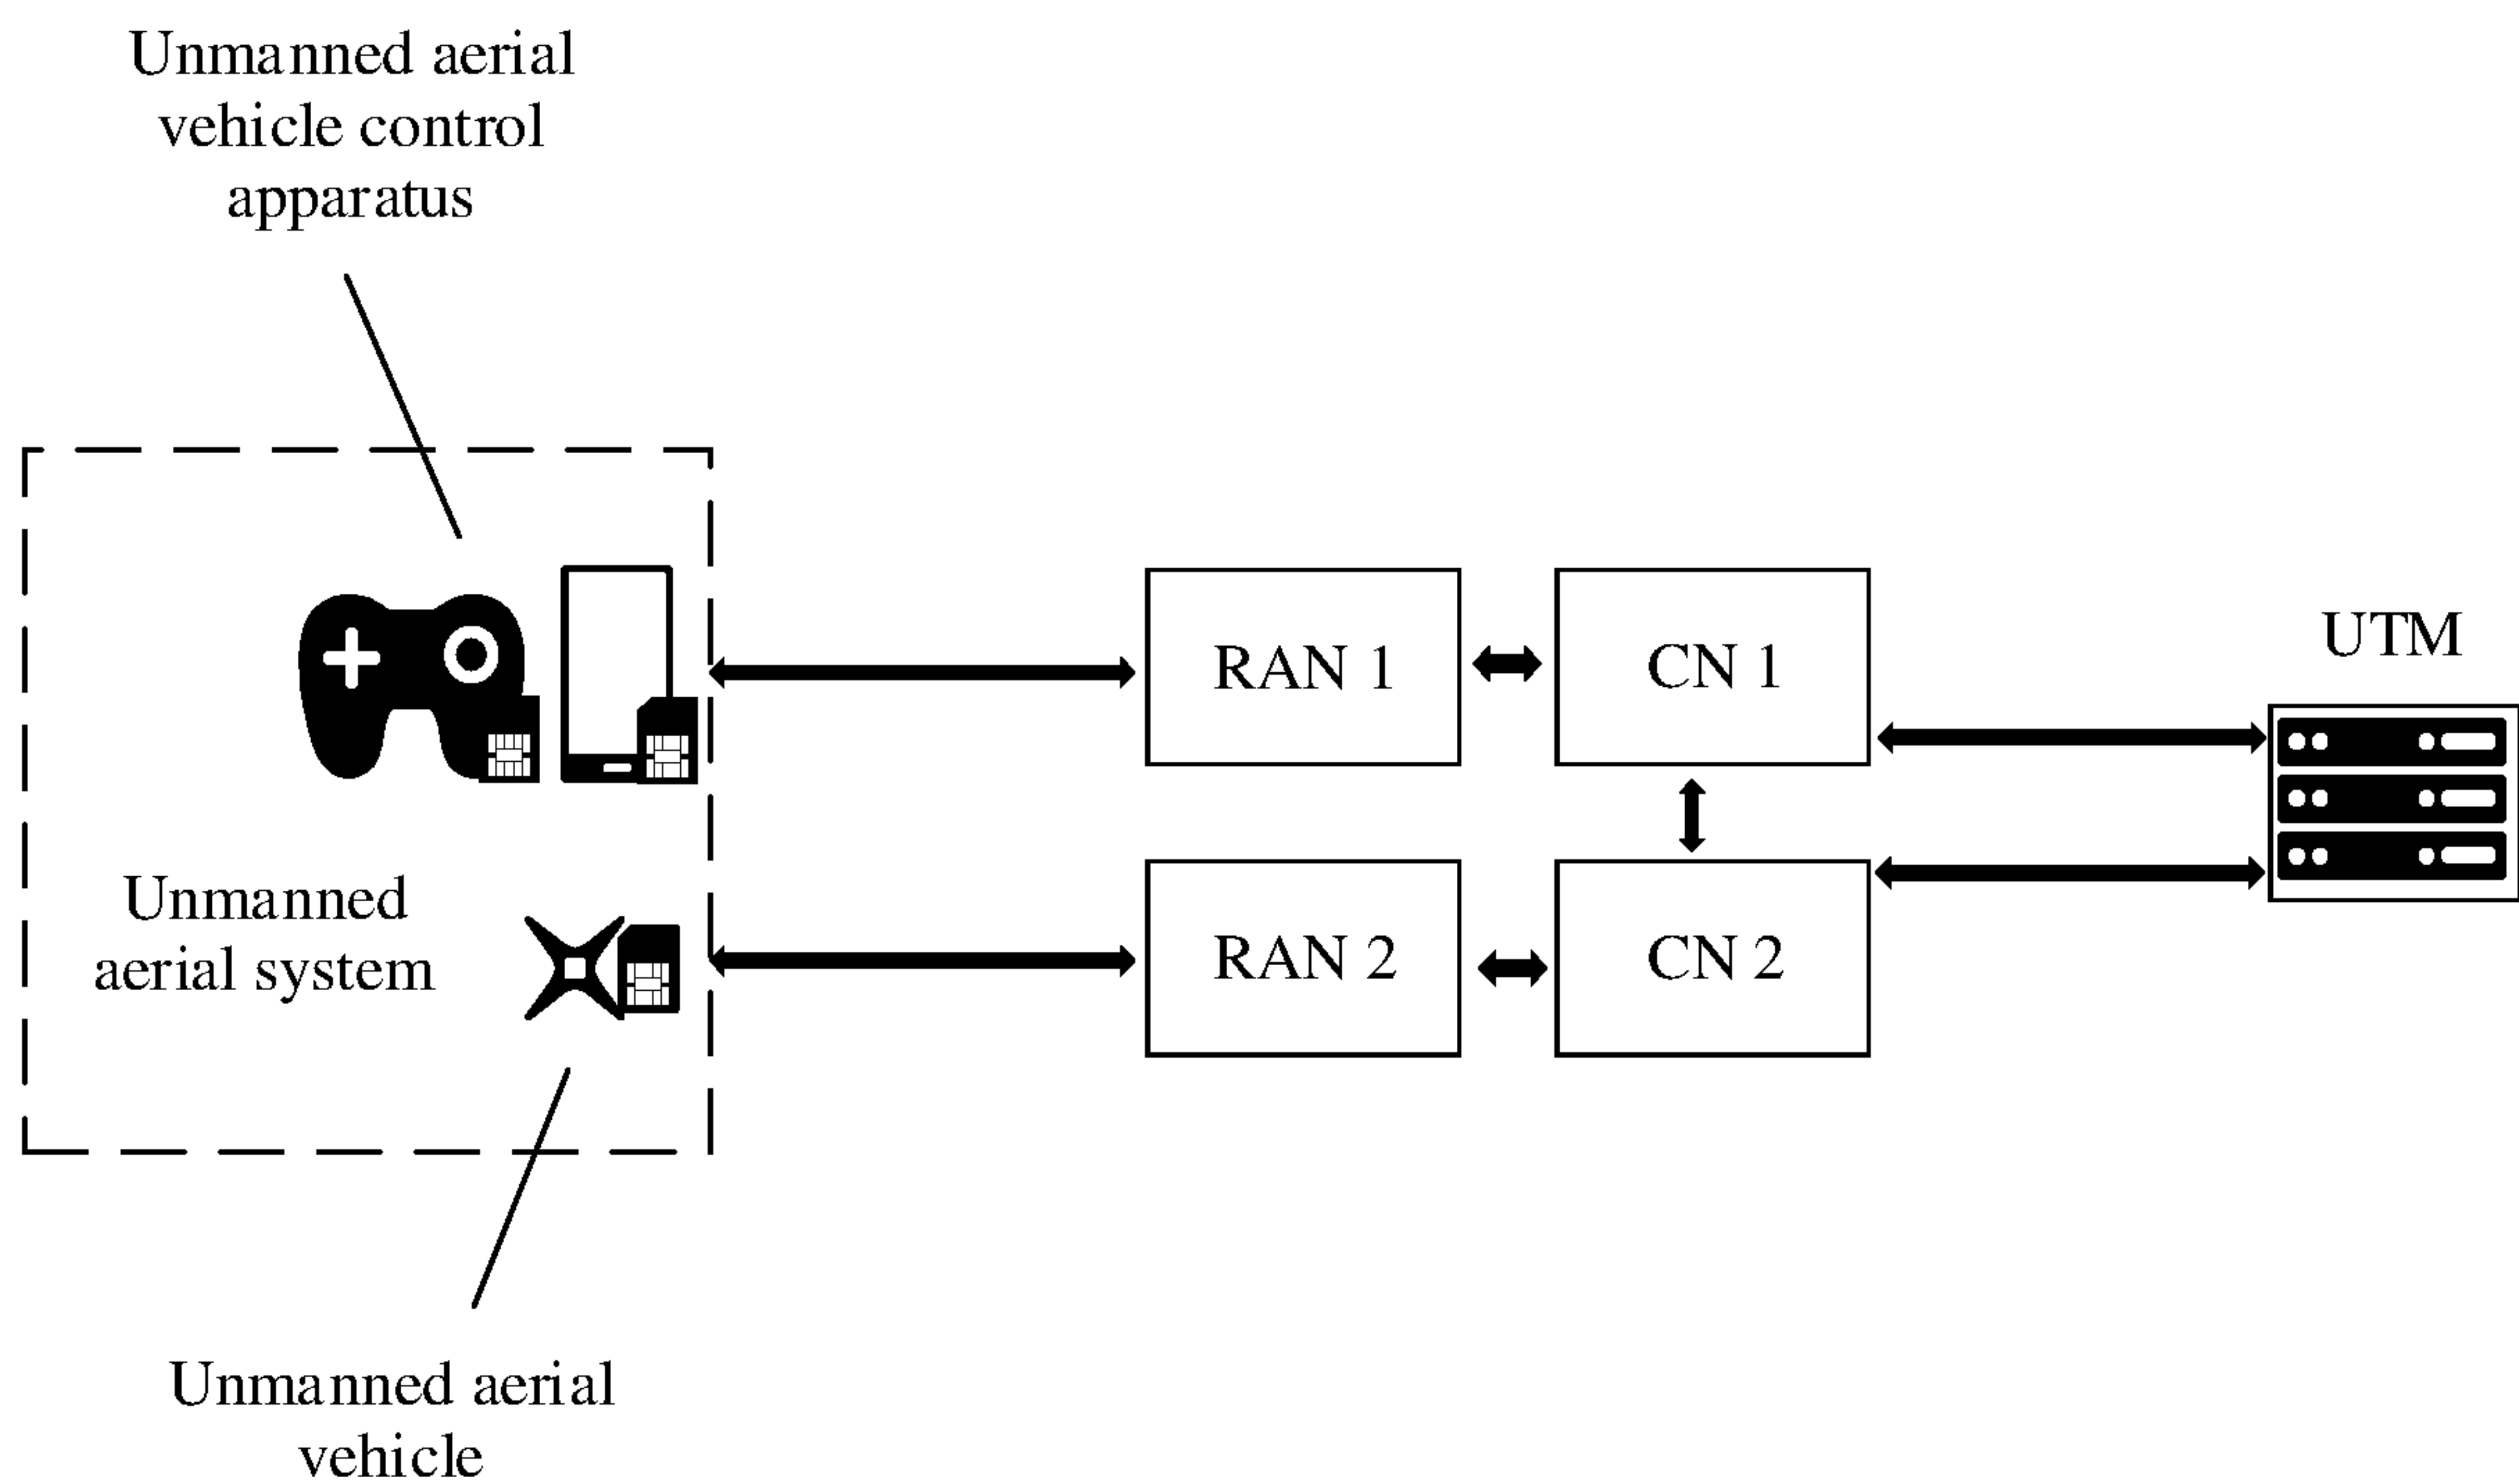 Unmanned aerial
vehicle control
apparatus
RAN 1
CN 1
UTM
Unmanned
aerial system
RAN 2
CN 2
Unmanned aerial
vehicle